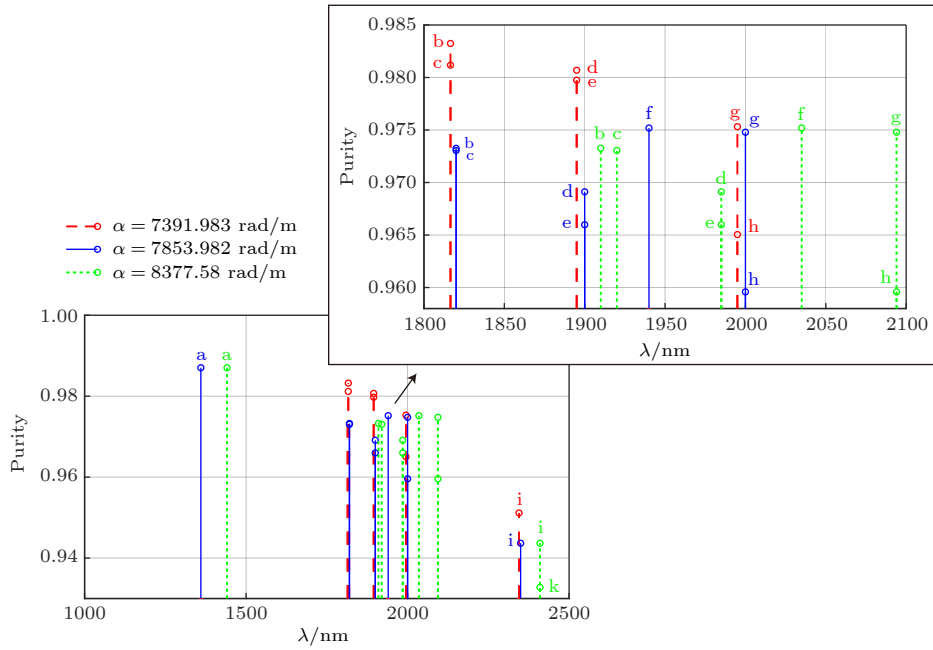 0.985
0.980
0.975
0.970
0.965
0.960
Purity
b
c
d
e
b
c
d
e
f
b c
d
e
g
h
g
h
f
g
h
1800 1850 1900 1950 2000 2050 2100
λ/nm
α = 7391.983 rad/m
α = 7853.982 rad/m
α = 8377.58 rad/m
1.00
0.98
0.96
0.94
Purity
a a
i
i
i
k
1000 1500 2000 2500
λ/nm